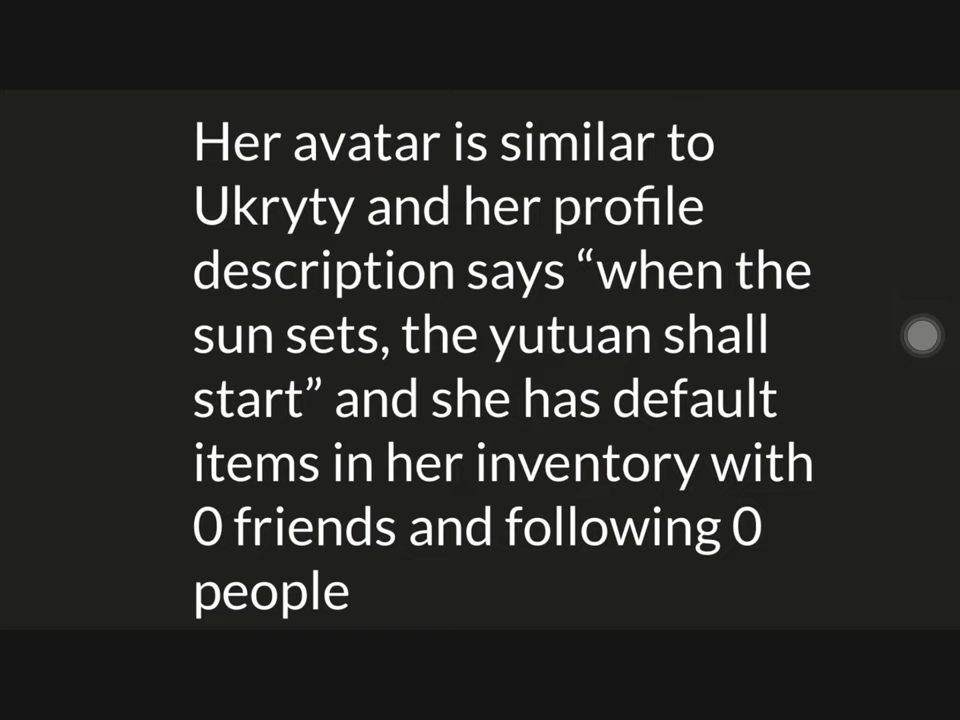 Her avatar is similar to
Ukryty and her profile
description says “when the
sun sets, the yutuan shall
start” and she has default
items in her inventory with
0 friends and following 0
people